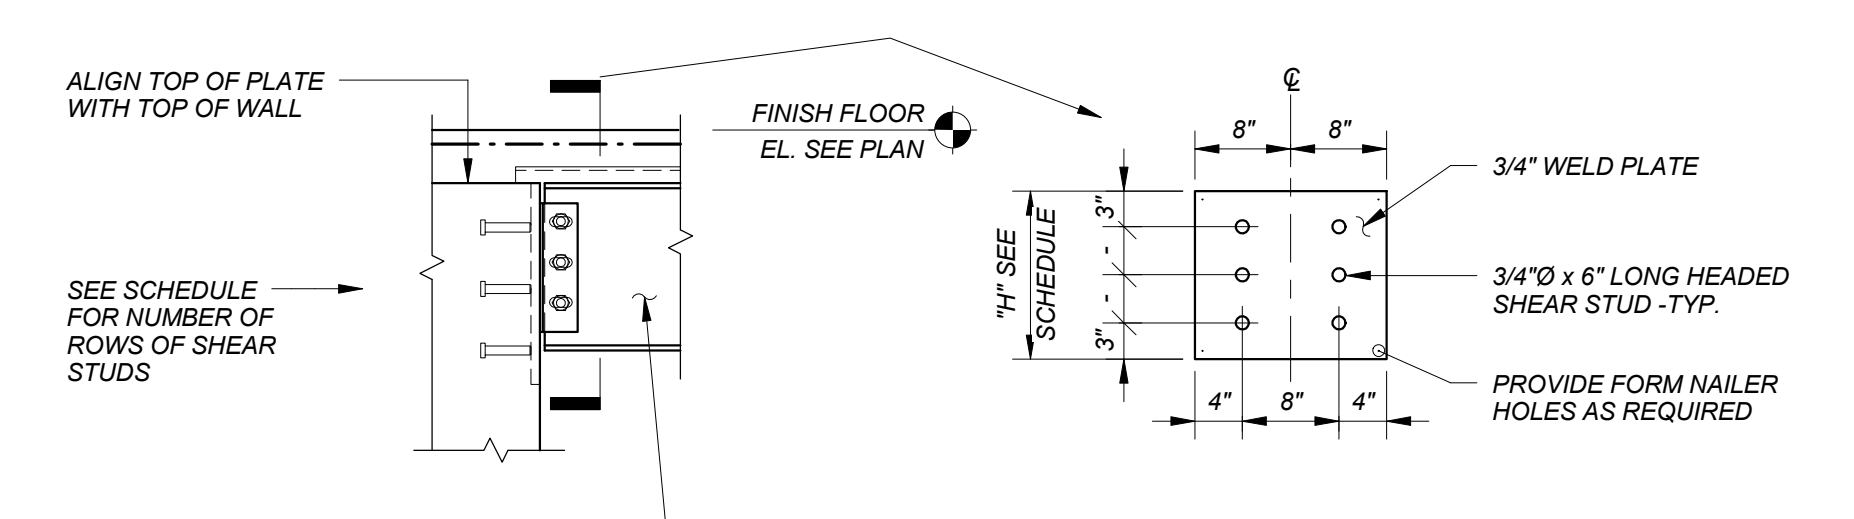 ALIGN TOP OF PLATE
WITH TOP OF WALL
SEE SCHEDULE
FOR NUMBER OF
ROWS OF SHEAR
STUDS
FINISH FLOOR
EL. SEE PLAN
℄
8" 8"
3"
-
-
3"
"H" SEE
SCHEDULE
4" 8" 4"
3/4" WELD PLATE
3/4"Ø x 6" LONG HEADED
SHEAR STUD -TYP.
PROVIDE FORM NAILER
HOLES AS REQUIRED